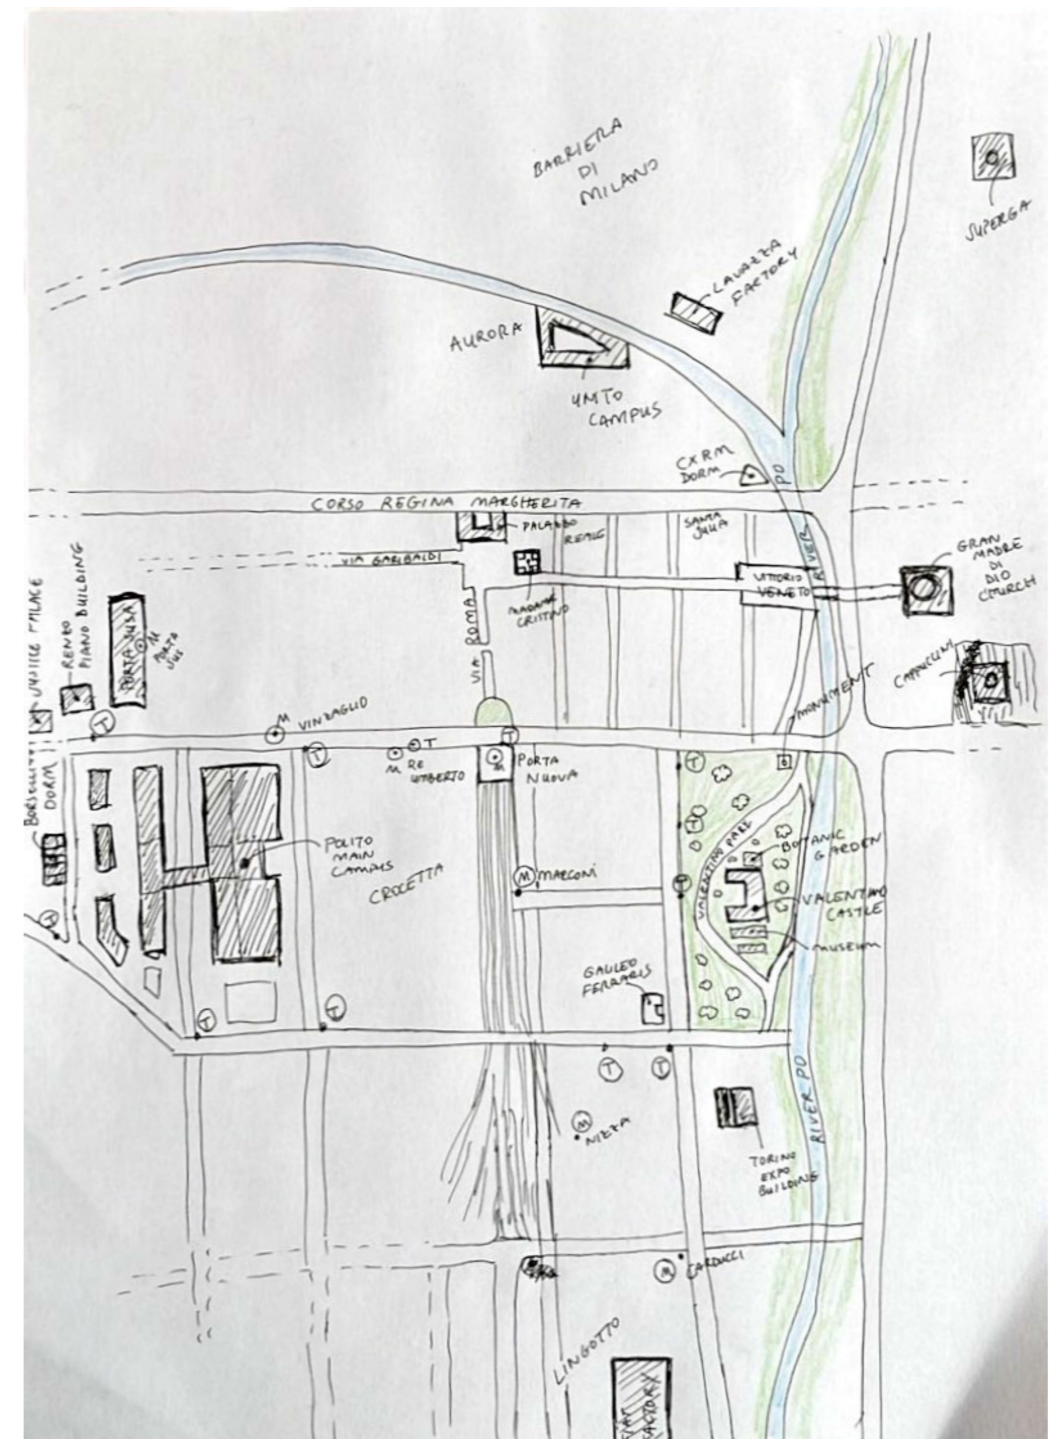 BARRIERA
DI
MILANO
SUPERGA
LAVAZZA
FACTORY
AURORA
UNITO
CAMPUS
CXRM
DORM
PO
RIVER
CORSO REGINA MARGHERITA
REALE
SANTA
VIA GARIBALDI
MADAMA
CRISTINO
VITTORIO
VENETO
GRAN
MADRE
DI
DIO
CHURCH
JUSTICE PALACE
RENZO
PIANO BUILDING
PORTA SUSA
M
PORTA
SUS
VIA ROMA
CAPPUCCINI
MONUMENT
T
M
VINZAGLIO
T
T
M
RE
UMBERTO
T
M
PORTA
NUOVA
T
BORSELLINO
DORM
POLITO
MAIN
CAMPUS
CROCETTA
M MARCONI
T
T
VALENTINO PARK
BOTANIC
GARDEN
VALENTINO
CASTLE
MUSEUM
GALILEO
FERRARIS
T
T
T
T
M
NIZZA
RIVER PO
TORINO
EXPO
BUILDING
M
CARDUCCI
LINGOTTO
FACTORY